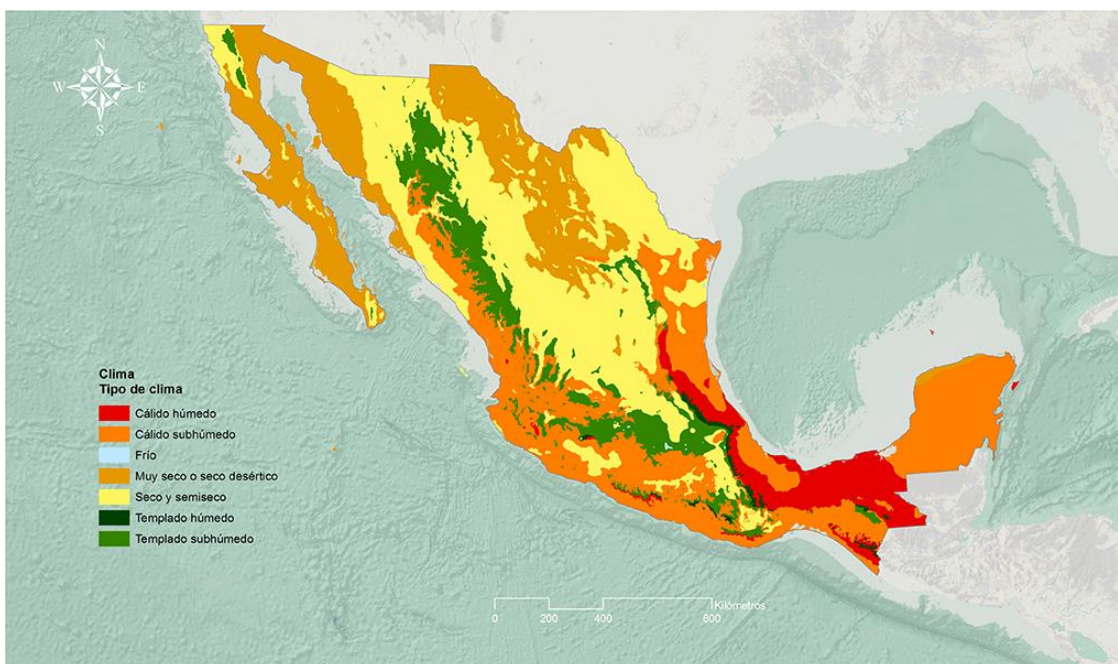 N
W E
S
Clima
Tipo de clima
Cálido húmedo
Cálido subhúmedo
Frío
Muy seco o seco desértico
Seco y semiseco
Templado húmedo
Templado subhúmedo
Kilómetros
0 200 400 800